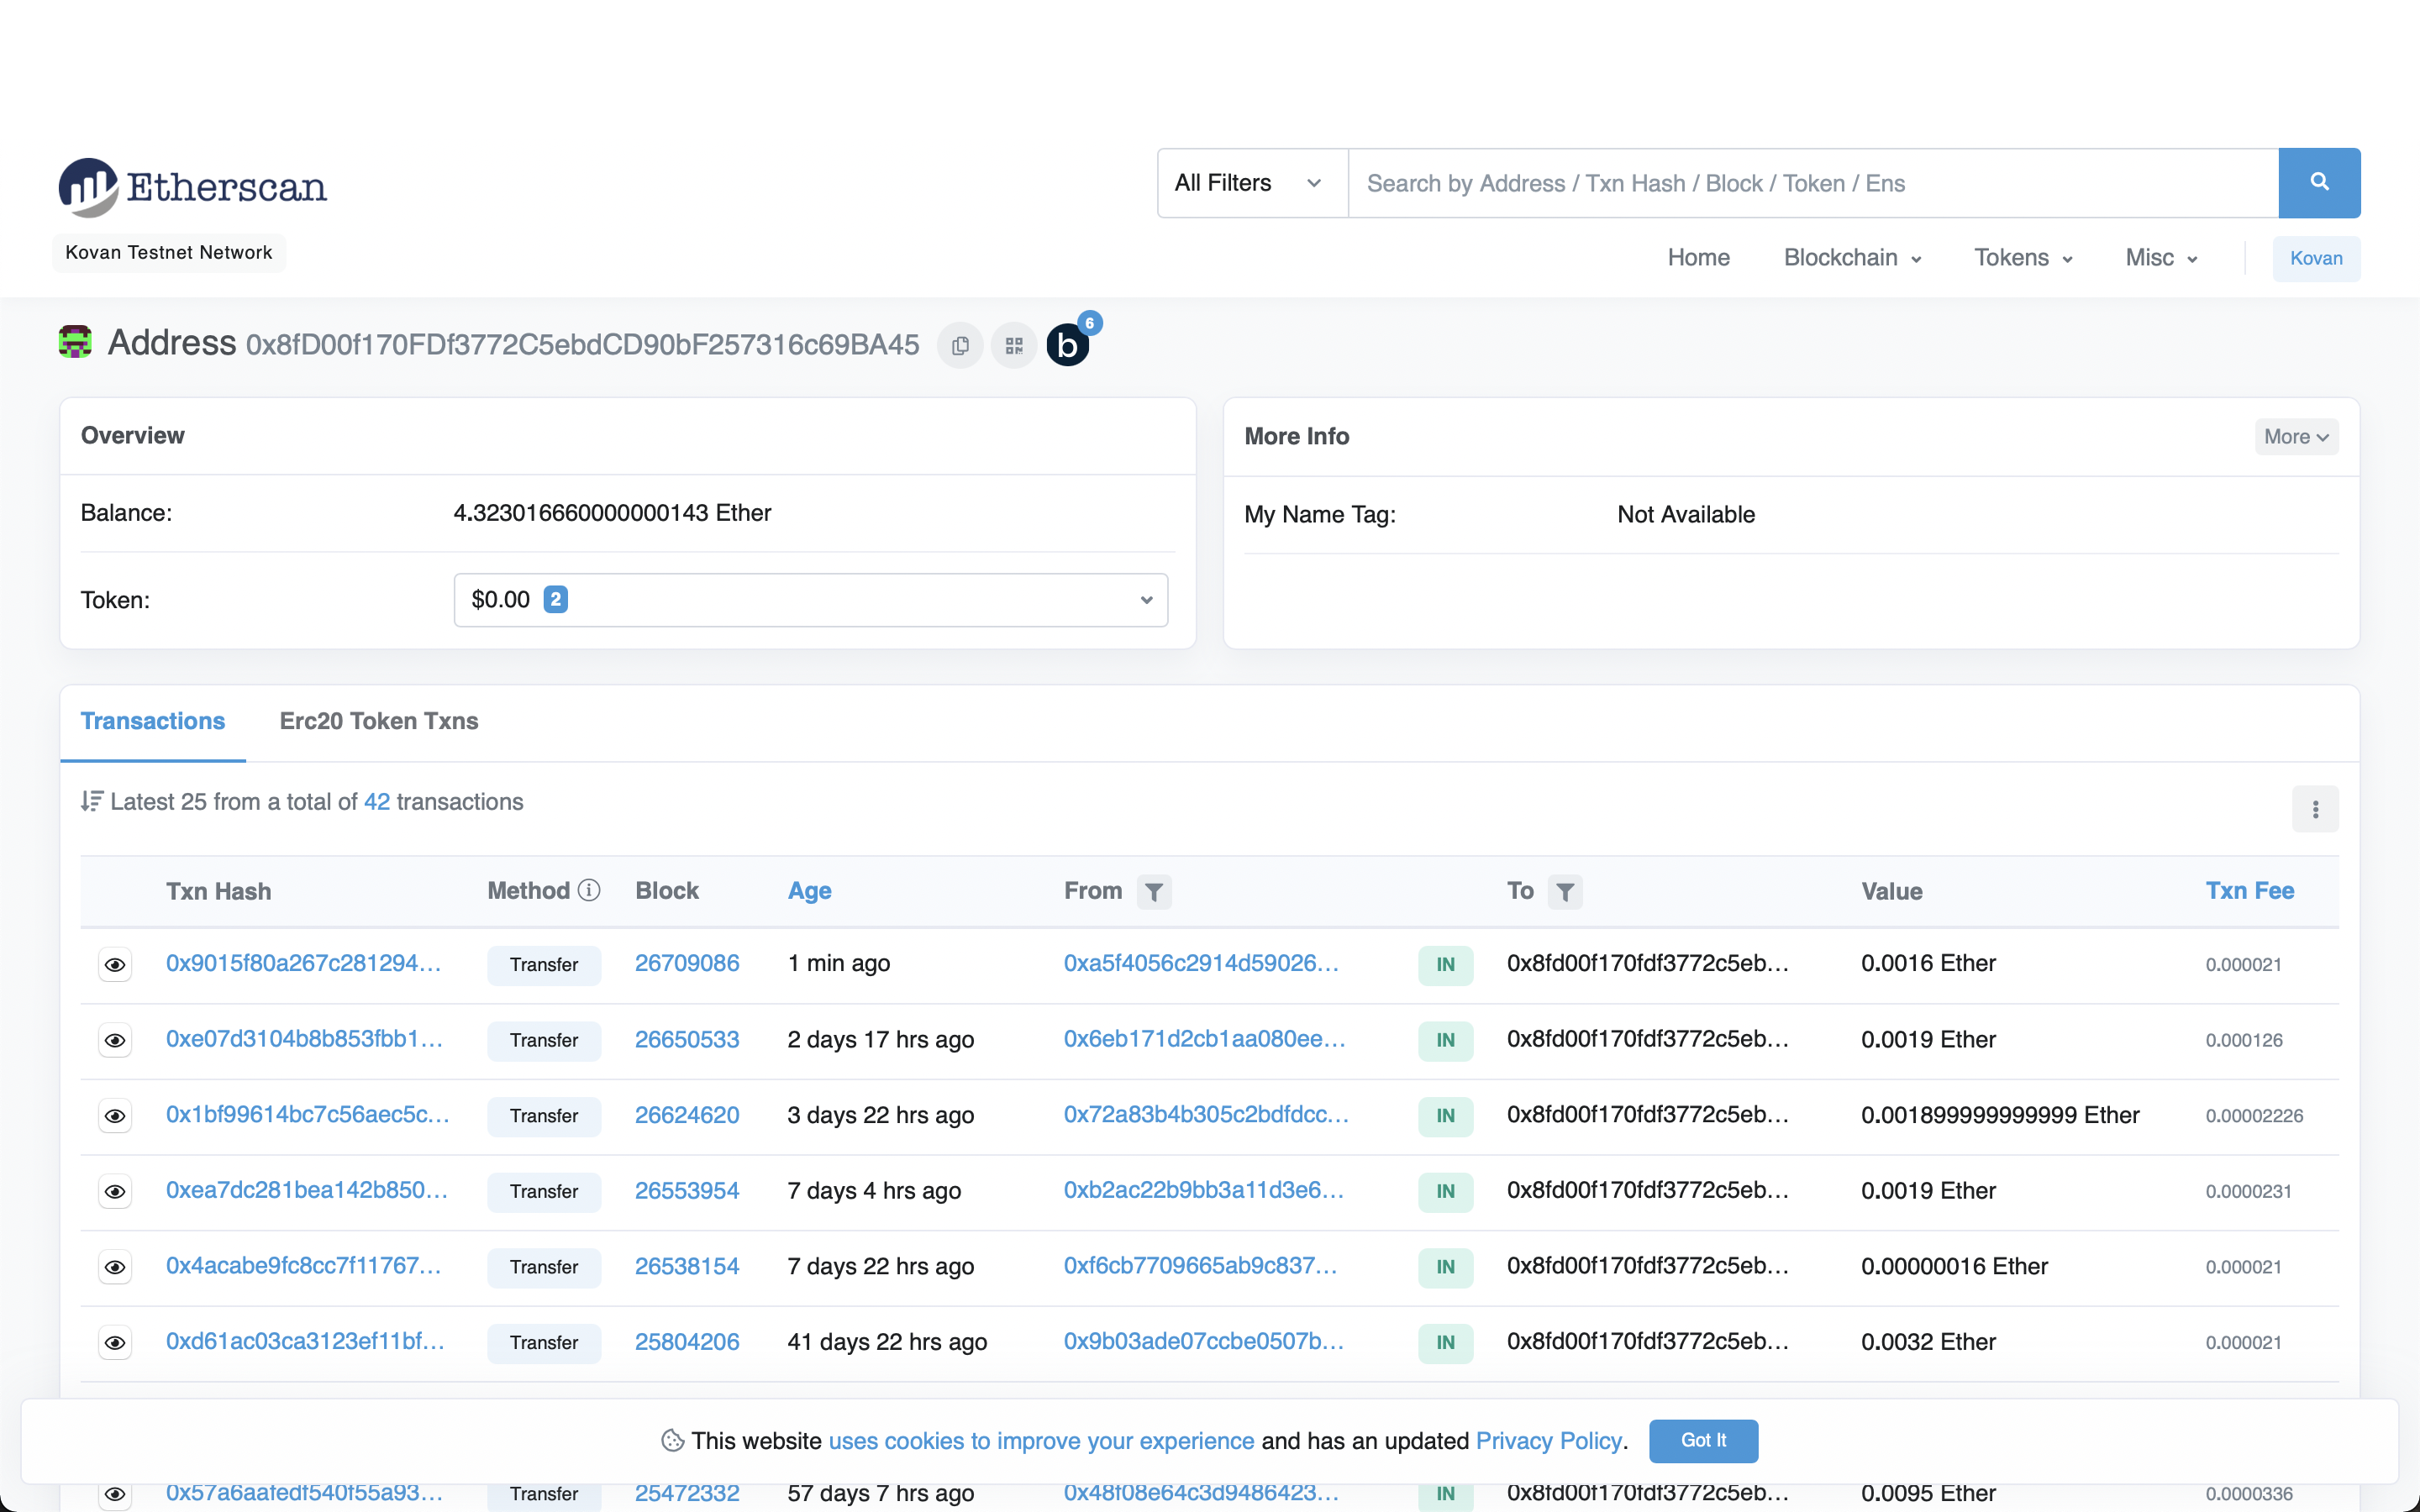 Etherscan
All Filters
Search by Address / Txn Hash / Block / Token / Ens
Kovan Testnet Network
Home Blockchain Tokens Misc Kovan
Address 0x8fD00f170FDf3772C5ebdCD90bF257316c69BA45 b 6
Overview
Balance: 4.323016660000000143 Ether
Token: $0.00 2
More Info More
My Name Tag: Not Available
Transactions Erc20 Token Txns
Latest 25 from a total of 42 transactions
Txn Hash Method Block Age From To Value Txn Fee
0x9015f80a267c281294... Transfer 26709086 1 min ago 0xa5f4056c2914d59026... IN 0x8fd00f170fdf3772c5eb... 0.0016 Ether 0.000021
0xe07d3104b8b853fbb1... Transfer 26650533 2 days 17 hrs ago 0x6eb171d2cb1aa080ee... IN 0x8fd00f170fdf3772c5eb... 0.0019 Ether 0.000126
0x1bf99614bc7c56aec5c... Transfer 26624620 3 days 22 hrs ago 0x72a83b4b305c2bdfdcc... IN 0x8fd00f170fdf3772c5eb... 0.001899999999999 Ether 0.00002226
0xea7dc281bea142b850... Transfer 26553954 7 days 4 hrs ago 0xb2ac22b9bb3a11d3e6... IN 0x8fd00f170fdf3772c5eb... 0.0019 Ether 0.0000231
0x4acabe9fc8cc7f11767... Transfer 26538154 7 days 22 hrs ago 0xf6cb7709665ab9c837... IN 0x8fd00f170fdf3772c5eb... 0.00000016 Ether 0.000021
0xd61ac03ca3123ef11bf... Transfer 25804206 41 days 22 hrs ago 0x9b03ade07ccbe0507b... IN 0x8fd00f170fdf3772c5eb... 0.0032 Ether 0.000021
This website uses cookies to improve your experience and has an updated Privacy Policy. Got It
0x57a6aafedf540f55a93... Transfer 25472332 57 days 7 hrs ago 0x48f08e64c3d9486423... IN 0x8fd00f170fdf3772c5eb... 0.0095 Ether 0.0000336